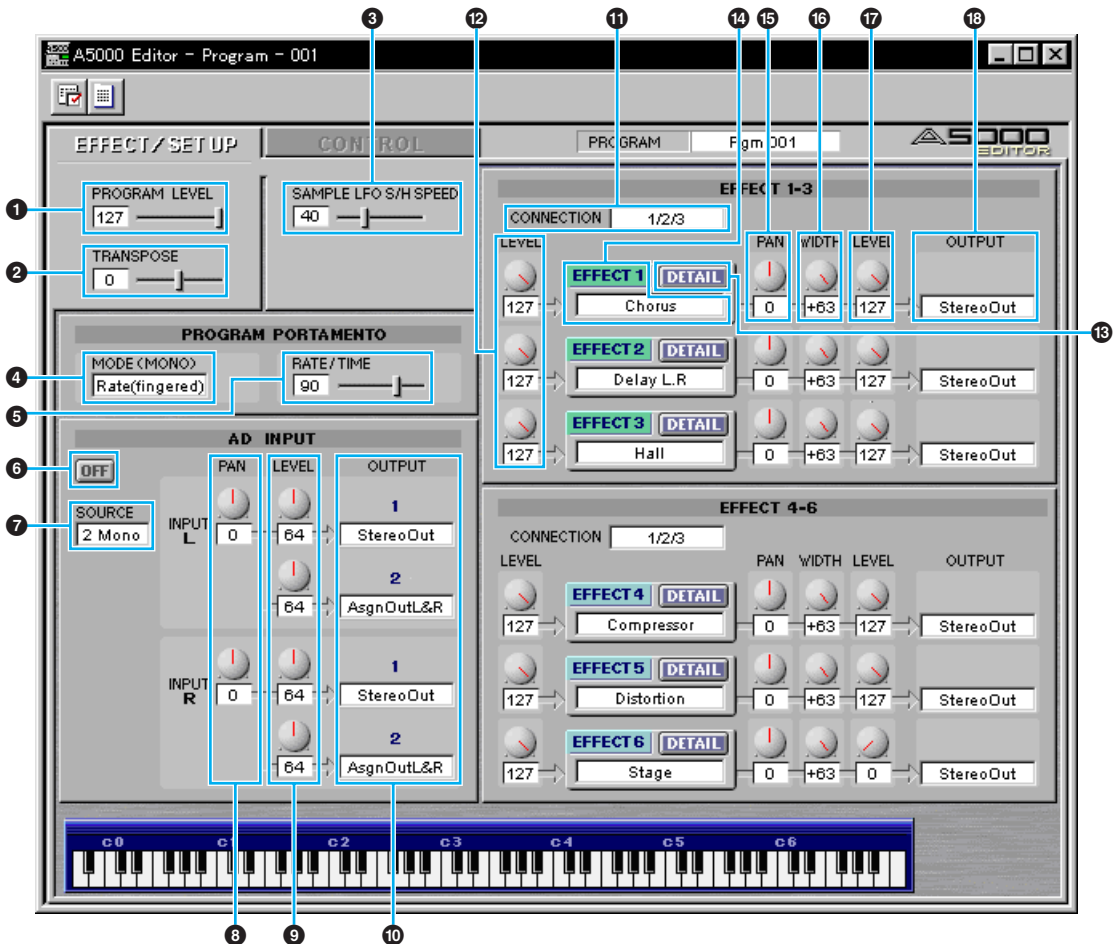 3 12 11 14 15 16 17 18
A5000 Editor - Program - 001
EFFECT/SETUP CONTROL PROGRAM Pgm 001 A5000 EDITOR
1 PROGRAM LEVEL
127
2 TRANSPOSE
0
SAMPLE LFO S/H SPEED
40
PROGRAM PORTAMENTO
4 MODE (MONO)
Rate(fingered)
5 RATE/TIME
90
AD INPUT
6 OFF
7 SOURCE
2 Mono
PAN LEVEL OUTPUT
INPUT L
1
0 64 StereoOut
2
64 AsgnOutL&R
INPUT R
1
0 64 StereoOut
2
64 AsgnOutL&R
EFFECT 1-3
CONNECTION 1/2/3
LEVEL PAN WIDTH LEVEL OUTPUT
EFFECT 1 DETAIL
127 Chorus 0 +63 127 StereoOut
13
EFFECT 2 DETAIL
127 Delay L.R 0 +63 127 StereoOut
EFFECT 3 DETAIL
127 Hall 0 +63 127 StereoOut
EFFECT 4-6
CONNECTION 1/2/3
LEVEL PAN WIDTH LEVEL OUTPUT
EFFECT 4 DETAIL
127 Compressor 0 +63 127 StereoOut
EFFECT 5 DETAIL
127 Distortion 0 +63 127 StereoOut
EFFECT 6 DETAIL
127 Stage 0 +63 0 StereoOut
C0 C1 C2 C3 C4 C5 C6
8 9 10